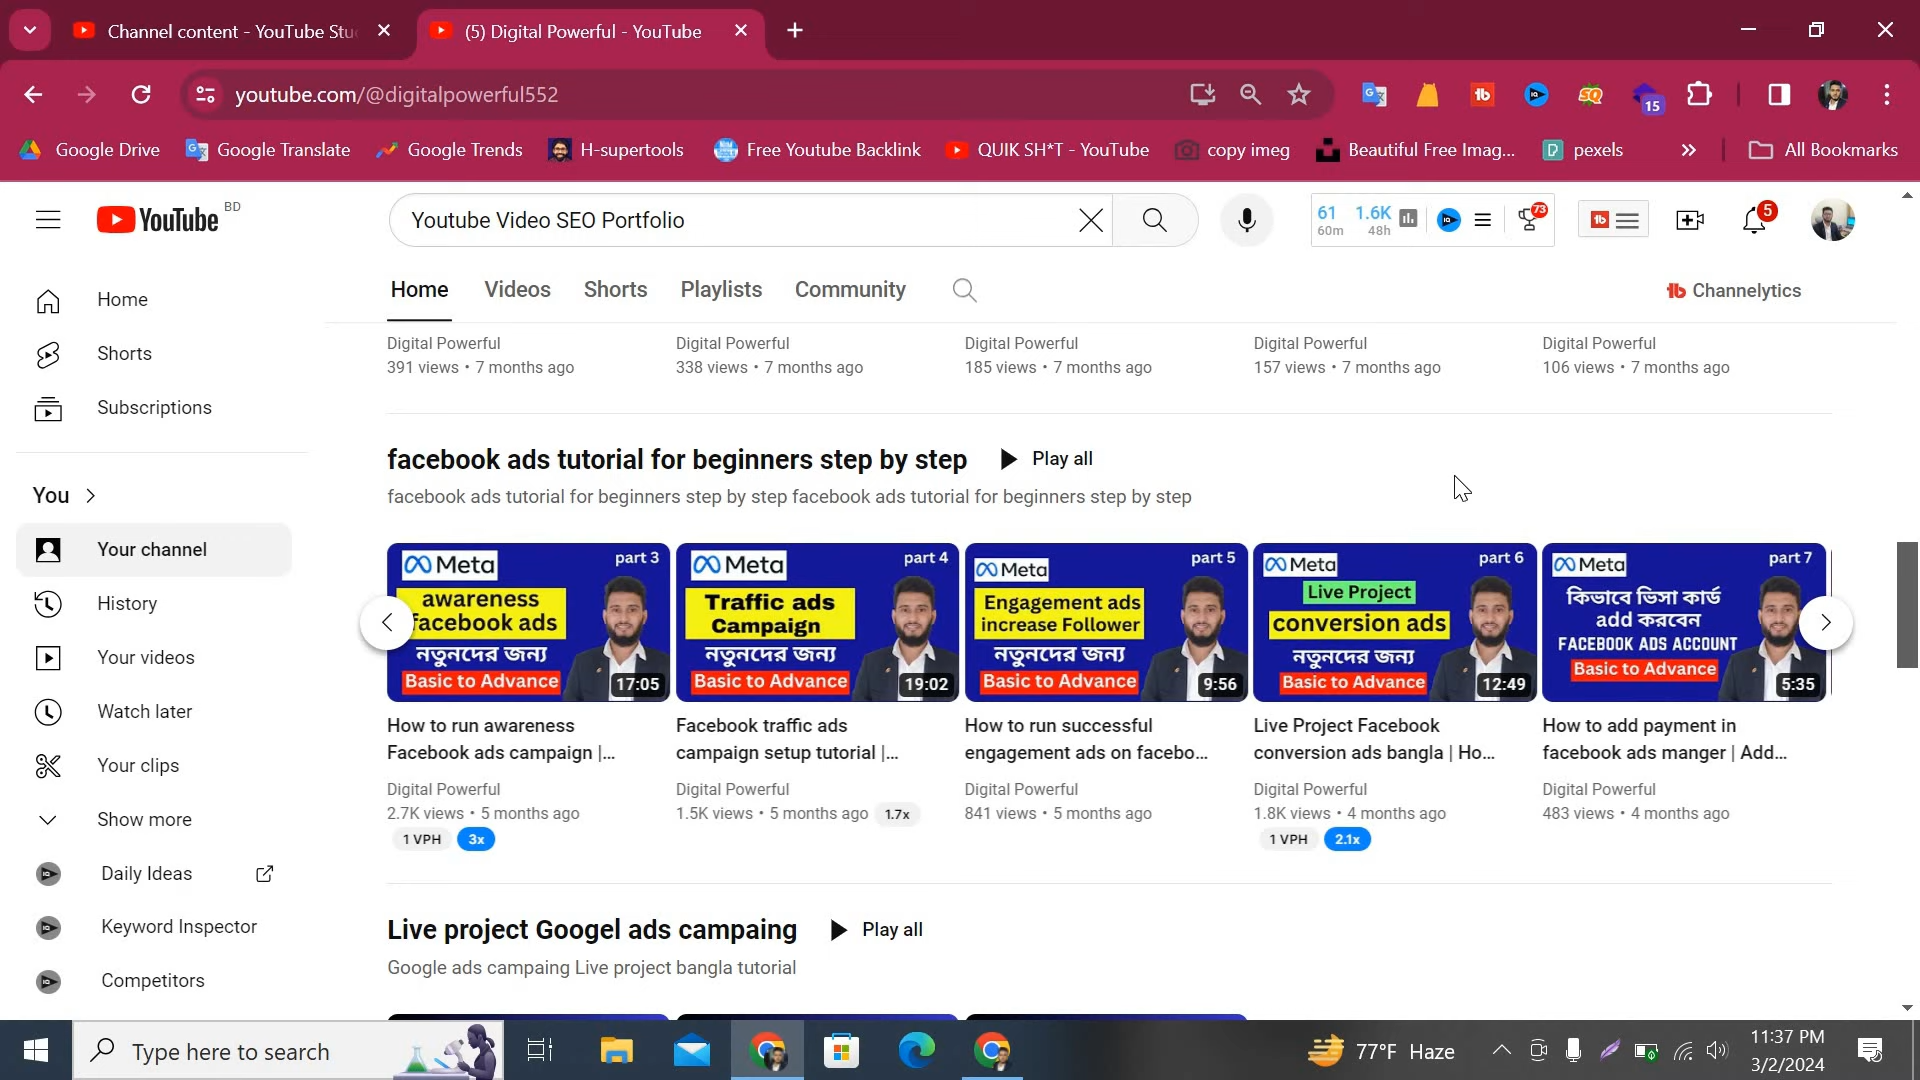 Channel content - YouTube Stu
(5) Digital Powerful - YouTube
youtube.com/@digitalpowerful552
15
Google Drive
Google Translate
Google Trends
H-supertools
Free Youtube Backlink
QUIK SH*T - YouTube
copy imeg
Beautiful Free Imag...
pexels
All Bookmarks
YouTube BD
Youtube Video SEO Portfolio
61 1.6K
60m 48h
73
5
Home
Shorts
Subscriptions
You
Your channel
History
Your videos
Watch later
Your clips
Show more
Daily Ideas
Keyword Inspector
Competitors
Home Videos Shorts Playlists Community
Channelytics
Digital Powerful
391 views • 7 months ago
Digital Powerful
338 views • 7 months ago
Digital Powerful
185 views • 7 months ago
Digital Powerful
157 views • 7 months ago
Digital Powerful
106 views • 7 months ago
facebook ads tutorial for beginners step by step
Play all
facebook ads tutorial for beginners step by step facebook ads tutorial for beginners step by step
Meta
part 3
awareness
facebook ads
নতুনদের জন্য
Basic to Advance
17:05
How to run awareness
Facebook ads campaign |...
Digital Powerful
2.7K views • 5 months ago
1 VPH 3x
Meta
part 4
Traffic ads
Campaign
নতুনদের জন্য
Basic to Advance
19:02
Facebook traffic ads
campaign setup tutorial |...
Digital Powerful
1.5K views • 5 months ago 1.7x
Meta
part 5
Engagement ads
increase Follower
নতুনদের জন্য
Basic to Advance
9:56
How to run successful
engagement ads on facebo...
Digital Powerful
841 views • 5 months ago
Meta
part 6
Live Project
conversion ads
নতুনদের জন্য
Basic to Advance
12:49
Live Project Facebook
conversion ads bangla | Ho...
Digital Powerful
1.8K views • 4 months ago
1 VPH 2.1x
Meta
part 7
কিভাবে ভিসা কার্ড
add করবেন
FACEBOOK ADS ACCOUNT
Basic to Advance
5:35
How to add payment in
facebook ads manger | Add...
Digital Powerful
483 views • 4 months ago
Live project Googel ads campaing
Play all
Google ads campaing Live project bangla tutorial
Type here to search
77°F Haze
11:37 PM
3/2/2024